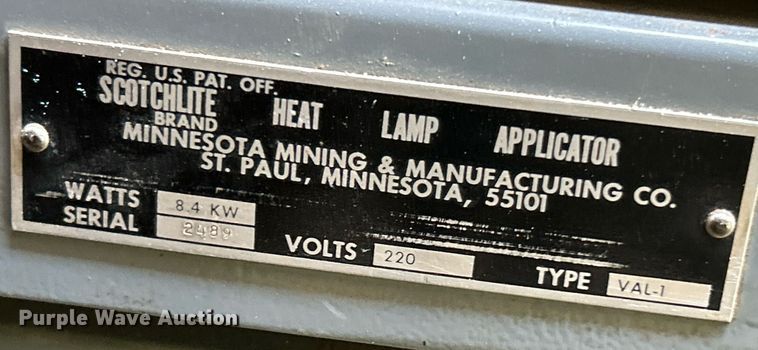 REG. U.S. PAT. OFF.
SCOTCHLITE HEAT LAMP APPLICATOR
BRAND
MINNESOTA MINING & MANUFACTURING CO.
ST. PAUL, MINNESOTA, 55101
WATTS 8.4 KW
SERIAL 2489
VOLTS 220
TYPE VAL-1
Purple Wave Auction